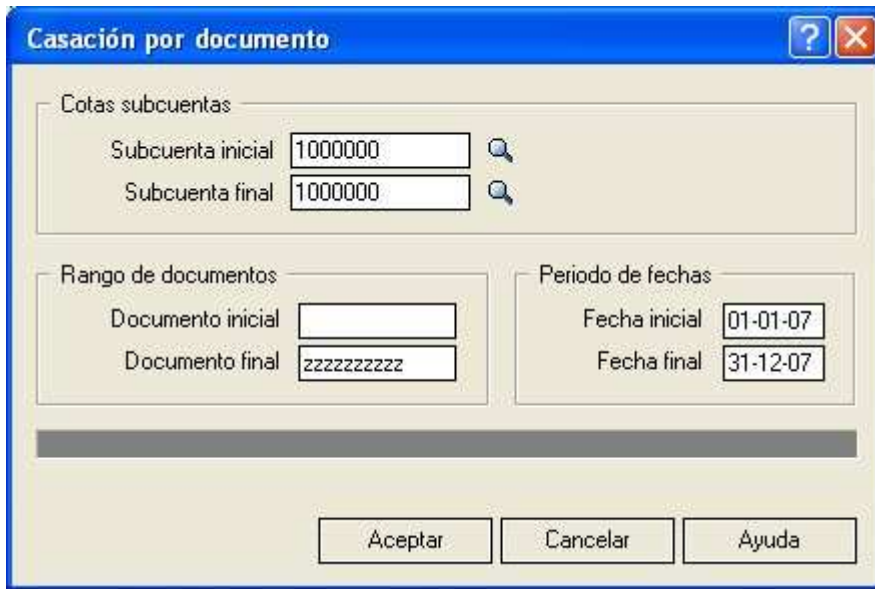 Casación por documento
Cotas subcuentas
Subcuenta inicial 1000000
Subcuenta final 1000000
Rango de documentos
Documento inicial
Documento final zzzzzzzzzz
Periodo de fechas
Fecha inicial 01-01-07
Fecha final 31-12-07
Aceptar Cancelar Ayuda